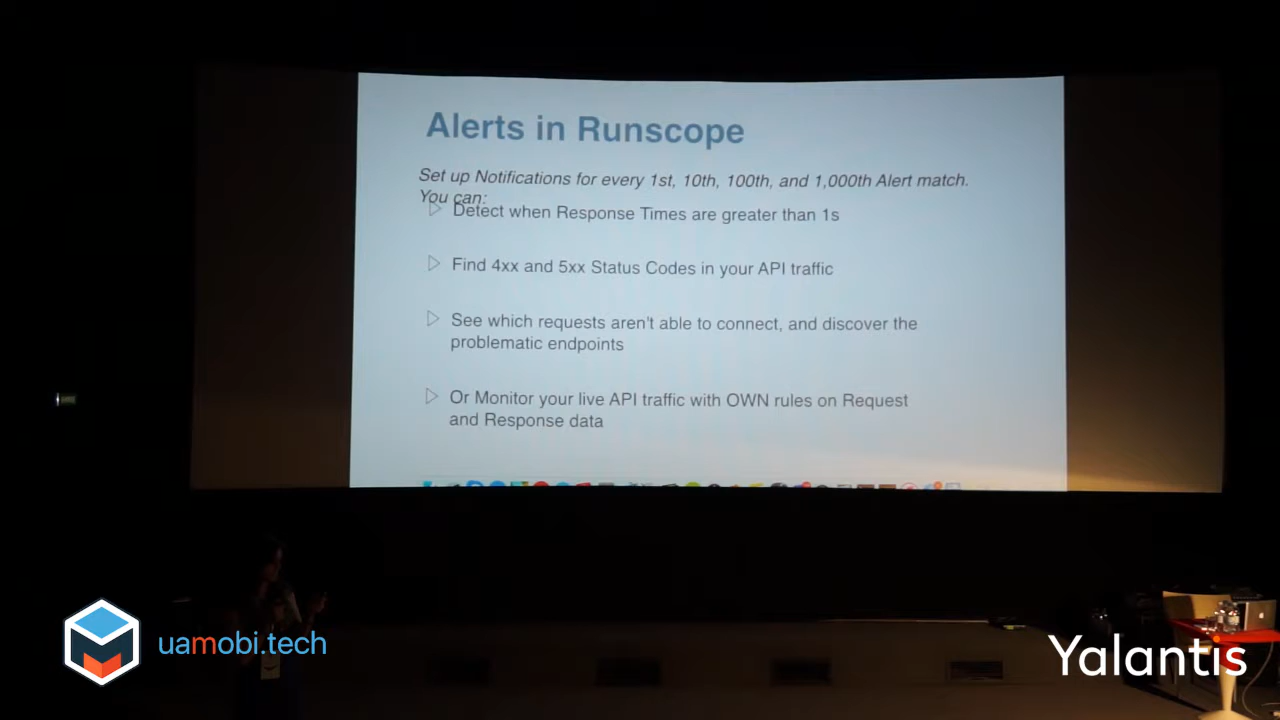 Alerts in Runscope
Set up Notifications for every 1st, 10th, 100th, and 1,000th Alert match.
You can:
Detect when Response Times are greater than 1s
Find 4xx and 5xx Status Codes in your API traffic
See which requests aren't able to connect, and discover the
problematic endpoints
Or Monitor your live API traffic with OWN rules on Request
and Response data
uamobi.tech
Yalantis